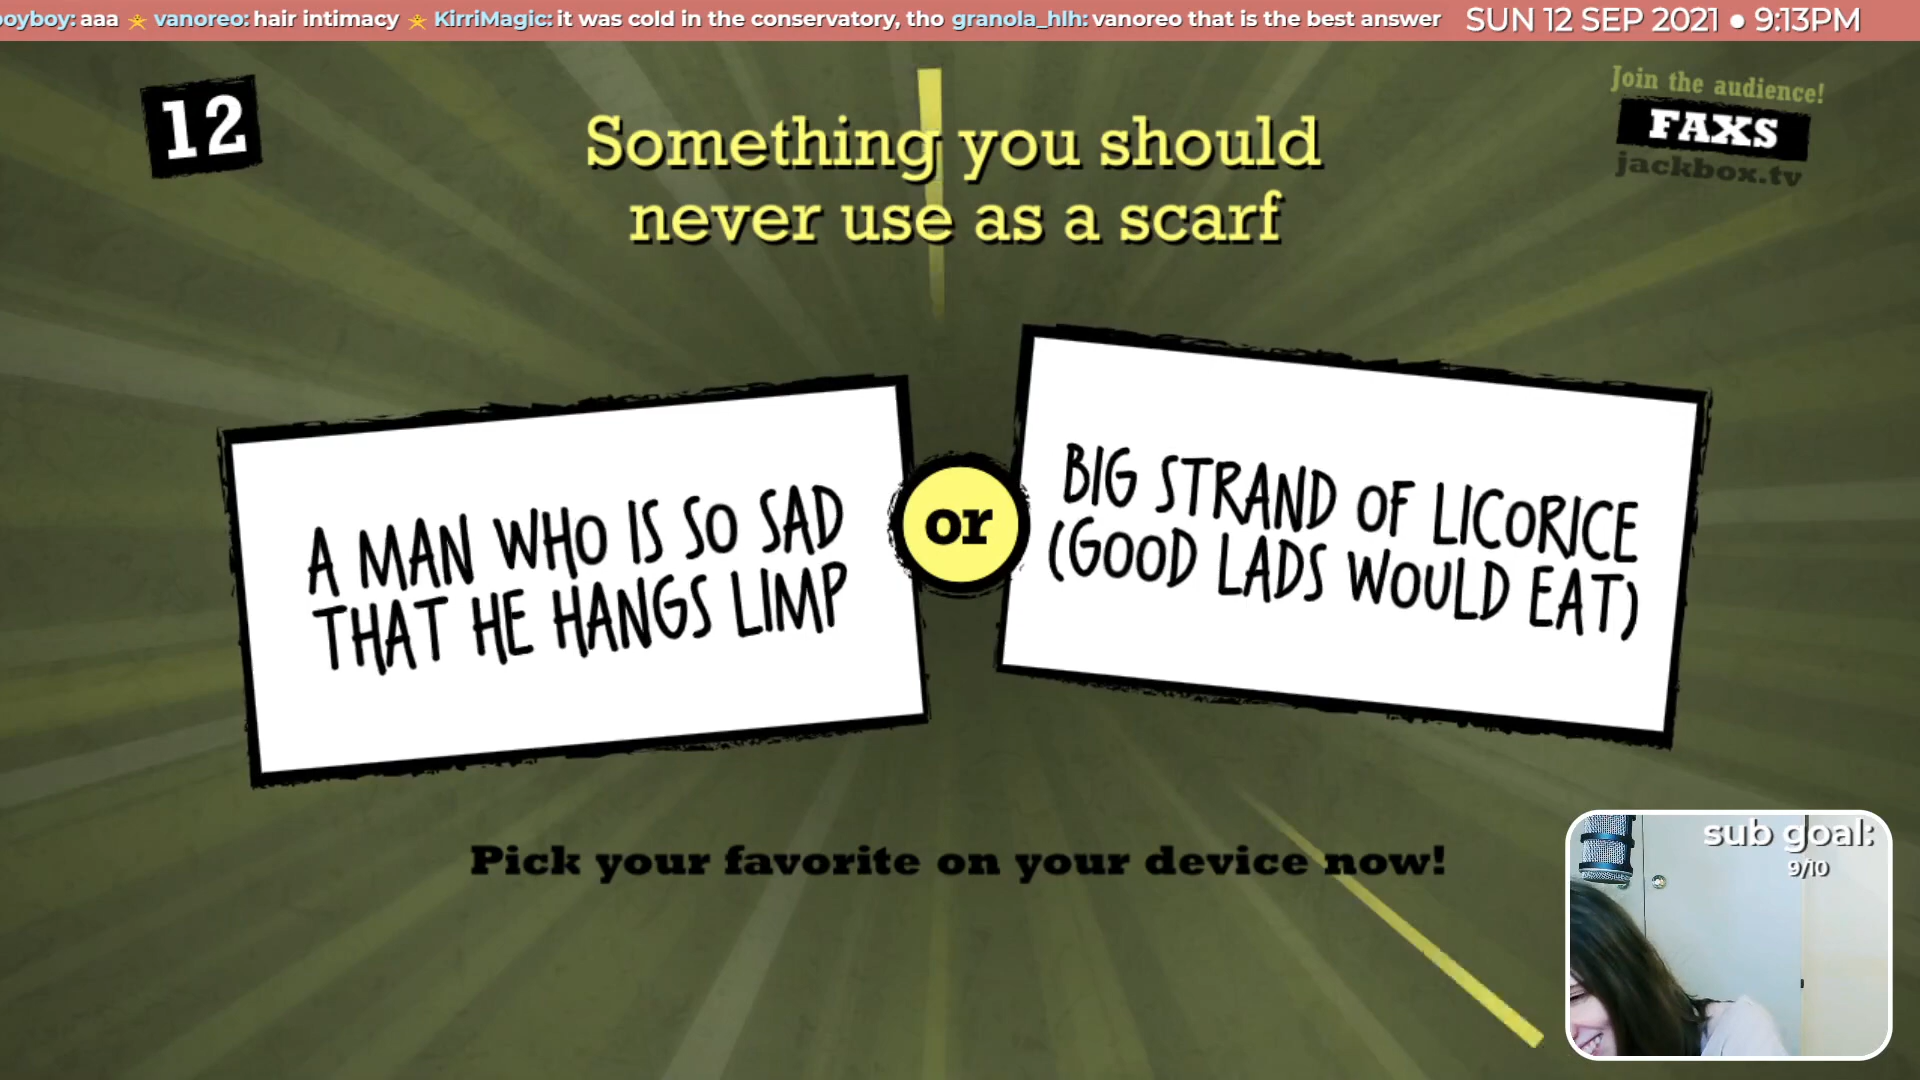 boyboy: aaa vanoreo: hair intimacy KirriMagic: it was cold in the conservatory, tho granola_hlh: vanoreo that is the best answer
SUN 12 SEP 2021 ● 9:13PM
12
Something you should
never use as a scarf
Join the audience!
FAXS
jackbox.tv
A MAN WHO IS SO SAD
THAT HE HANGS LIMP
or
BIG STRAND OF LICORICE
(GOOD LADS WOULD EAT)
Pick your favorite on your device now!
sub goal:
9/10